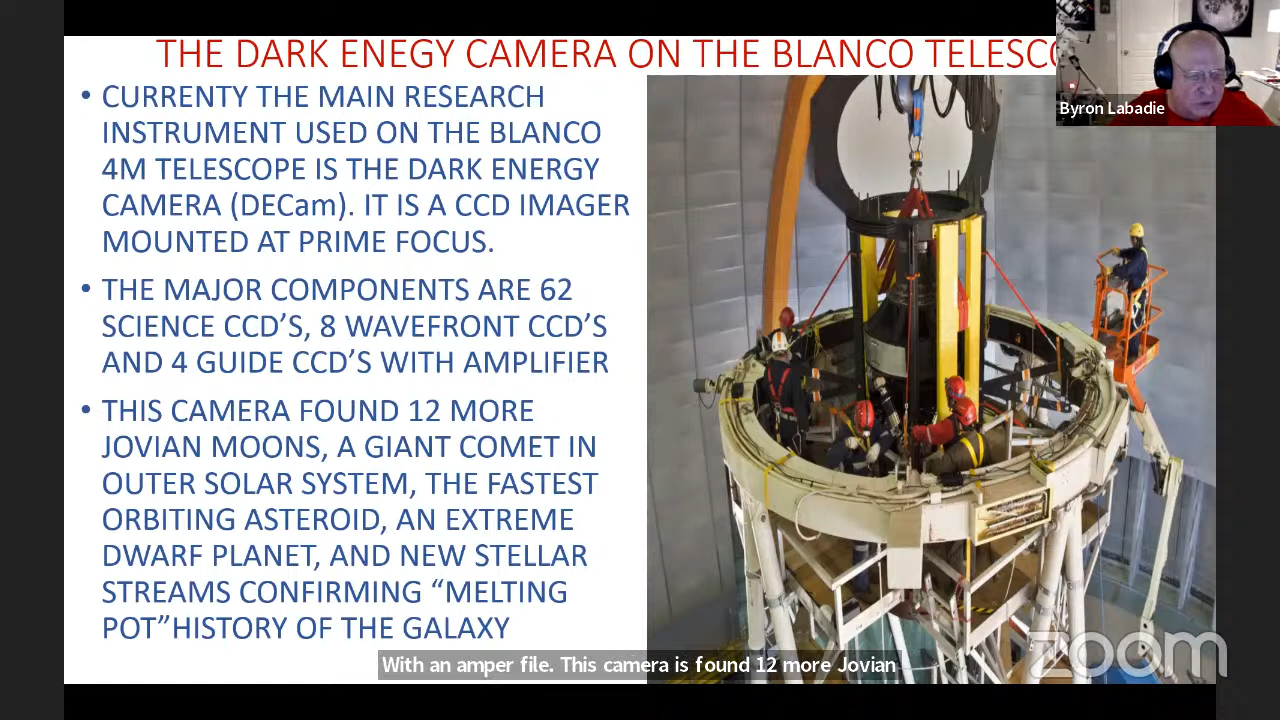 THE DARK ENEGY CAMERA ON THE BLANCO TELESCO
Byron Labadie
• CURRENTY THE MAIN RESEARCH
INSTRUMENT USED ON THE BLANCO
4M TELESCOPE IS THE DARK ENERGY
CAMERA (DECam). IT IS A CCD IMAGER
MOUNTED AT PRIME FOCUS.
• THE MAJOR COMPONENTS ARE 62
SCIENCE CCD’S, 8 WAVEFRONT CCD’S
AND 4 GUIDE CCD’S WITH AMPLIFIER
• THIS CAMERA FOUND 12 MORE
JOVIAN MOONS, A GIANT COMET IN
OUTER SOLAR SYSTEM, THE FASTEST
ORBITING ASTEROID, AN EXTREME
DWARF PLANET, AND NEW STELLAR
STREAMS CONFIRMING “MELTING
POT”HISTORY OF THE GALAXY
With an amper file. This camera is found 12 more Jovian
zoom